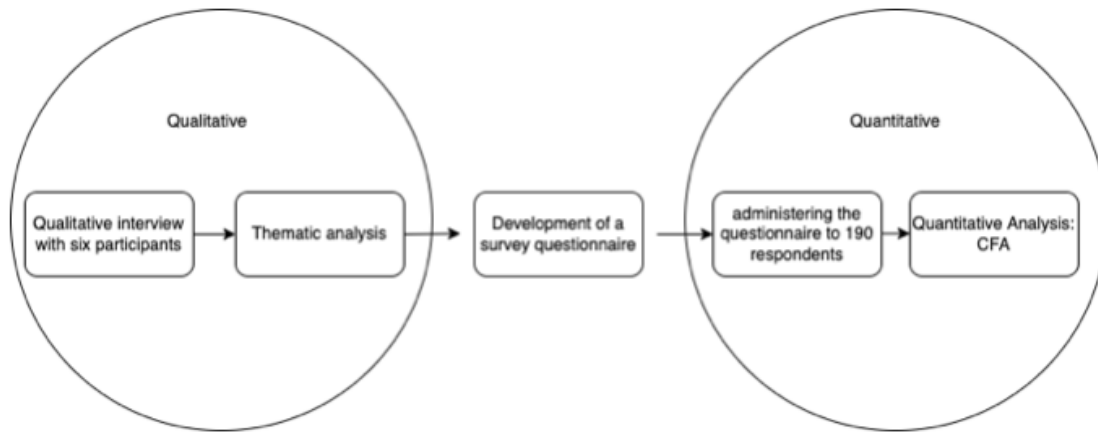 Qualitative
Quantitative
Qualitative interview
with six participants
Thematic analysis
Development of a
survey questionnaire
administering the
questionnaire to 190
respondents
Quantitative Analysis:
CFA